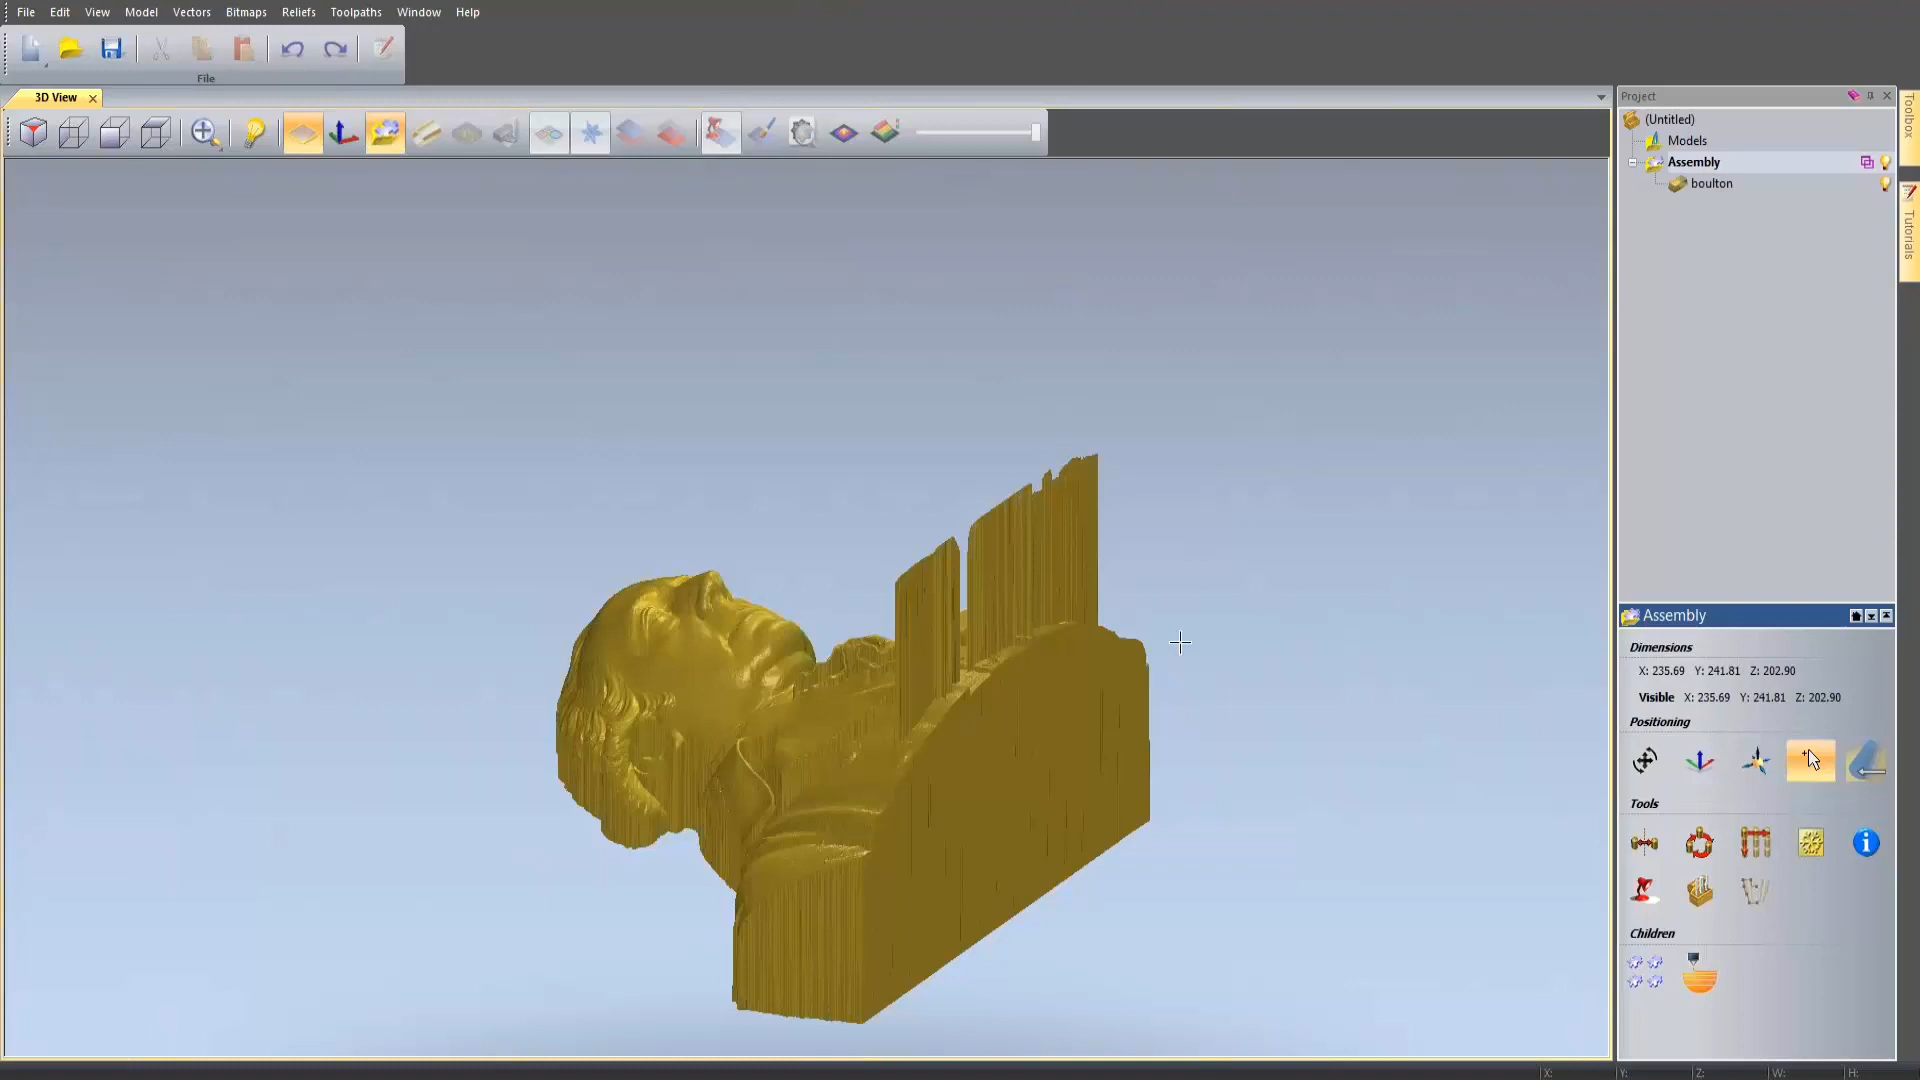 File Edit View Model Vectors Bitmaps Reliefs Toolpaths Window Help
File
3D View
Project
(Untitled)
Models
Assembly
boulton
Toolbox
Tutorials
Assembly
Dimensions
X: 235.69 Y: 241.81 Z: 202.90
Visible X: 235.69 Y: 241.81 Z: 202.90
Positioning
Tools
Children
X: Y: Z: W: H: